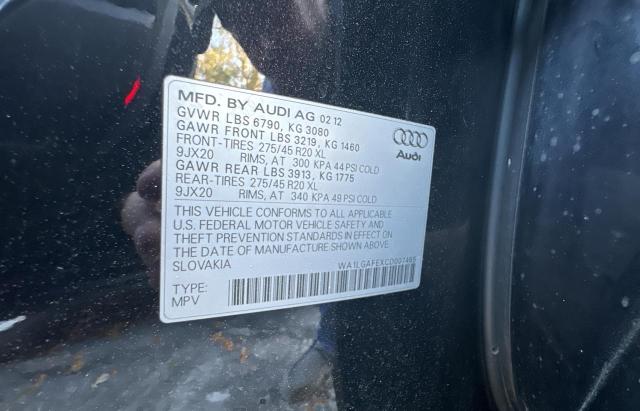 MFD. BY AUDI AG 02 12
GVWR LBS 6790, KG 3080
GAWR FRONT LBS 3219, KG 1460
FRONT-TIRES 275/45 R20 XL
9JX20 RIMS, AT 300 KPA 44 PSI COLD
GAWR REAR LBS 3913, KG 1775
REAR-TIRES 275/45 R20 XL
9JX20 RIMS, AT 340 KPA 49 PSI COLD
Audi
THIS VEHICLE CONFORMS TO ALL APPLICABLE
U.S. FEDERAL MOTOR VEHICLE SAFETY AND
THEFT PREVENTION STANDARDS IN EFFECT ON
THE DATE OF MANUFACTURE SHOWN ABOVE.
SLOVAKIA
WA1LGAFEXCD007465
TYPE:
MPV